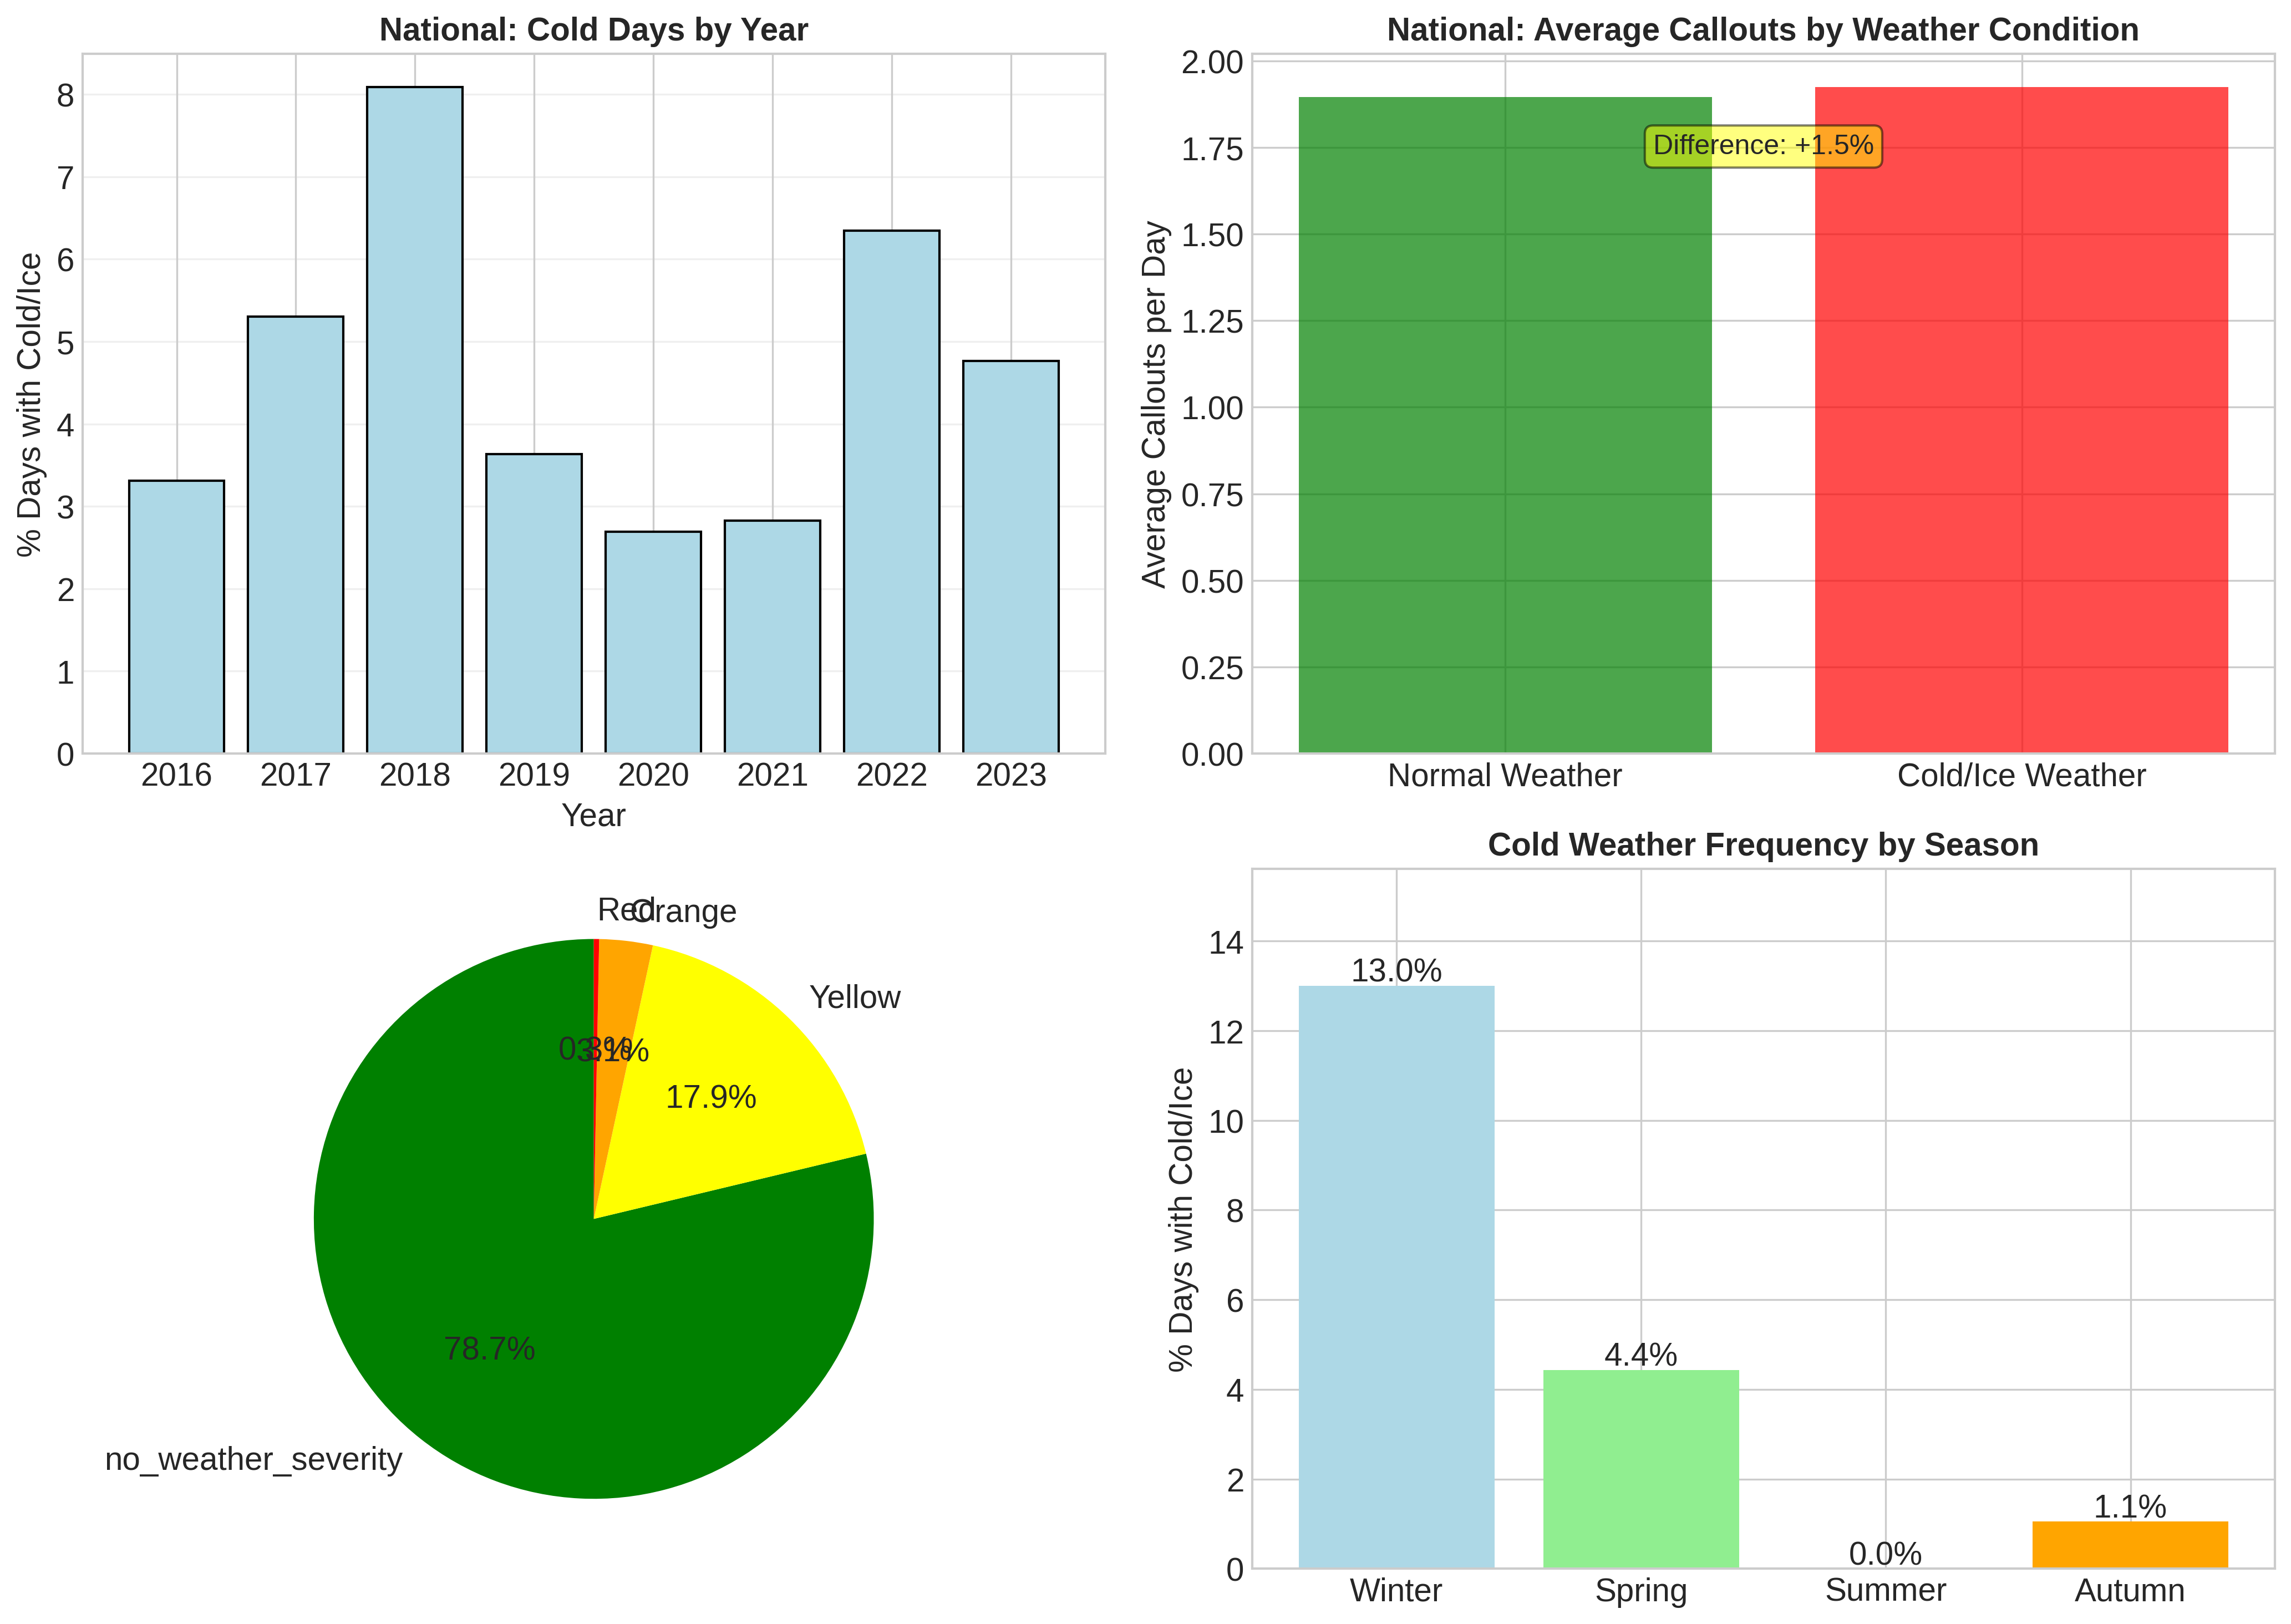 National: Cold Days by Year
% Days with Cold/Ice
8
7
6
5
4
3
2
1
0
2016 2017 2018 2019 2020 2021 2022 2023
Year
National: Average Callouts by Weather Condition
Average Callouts per Day
2.00
1.75
1.50
1.25
1.00
0.75
0.50
0.25
0.00
Difference: +1.5%
Normal Weather Cold/Ice Weather
Red
Orange
Yellow
0.3%
3.1%
17.9%
78.7%
no_weather_severity
Cold Weather Frequency by Season
% Days with Cold/Ice
14
12
10
8
6
4
2
0
13.0%
4.4%
0.0%
1.1%
Winter Spring Summer Autumn